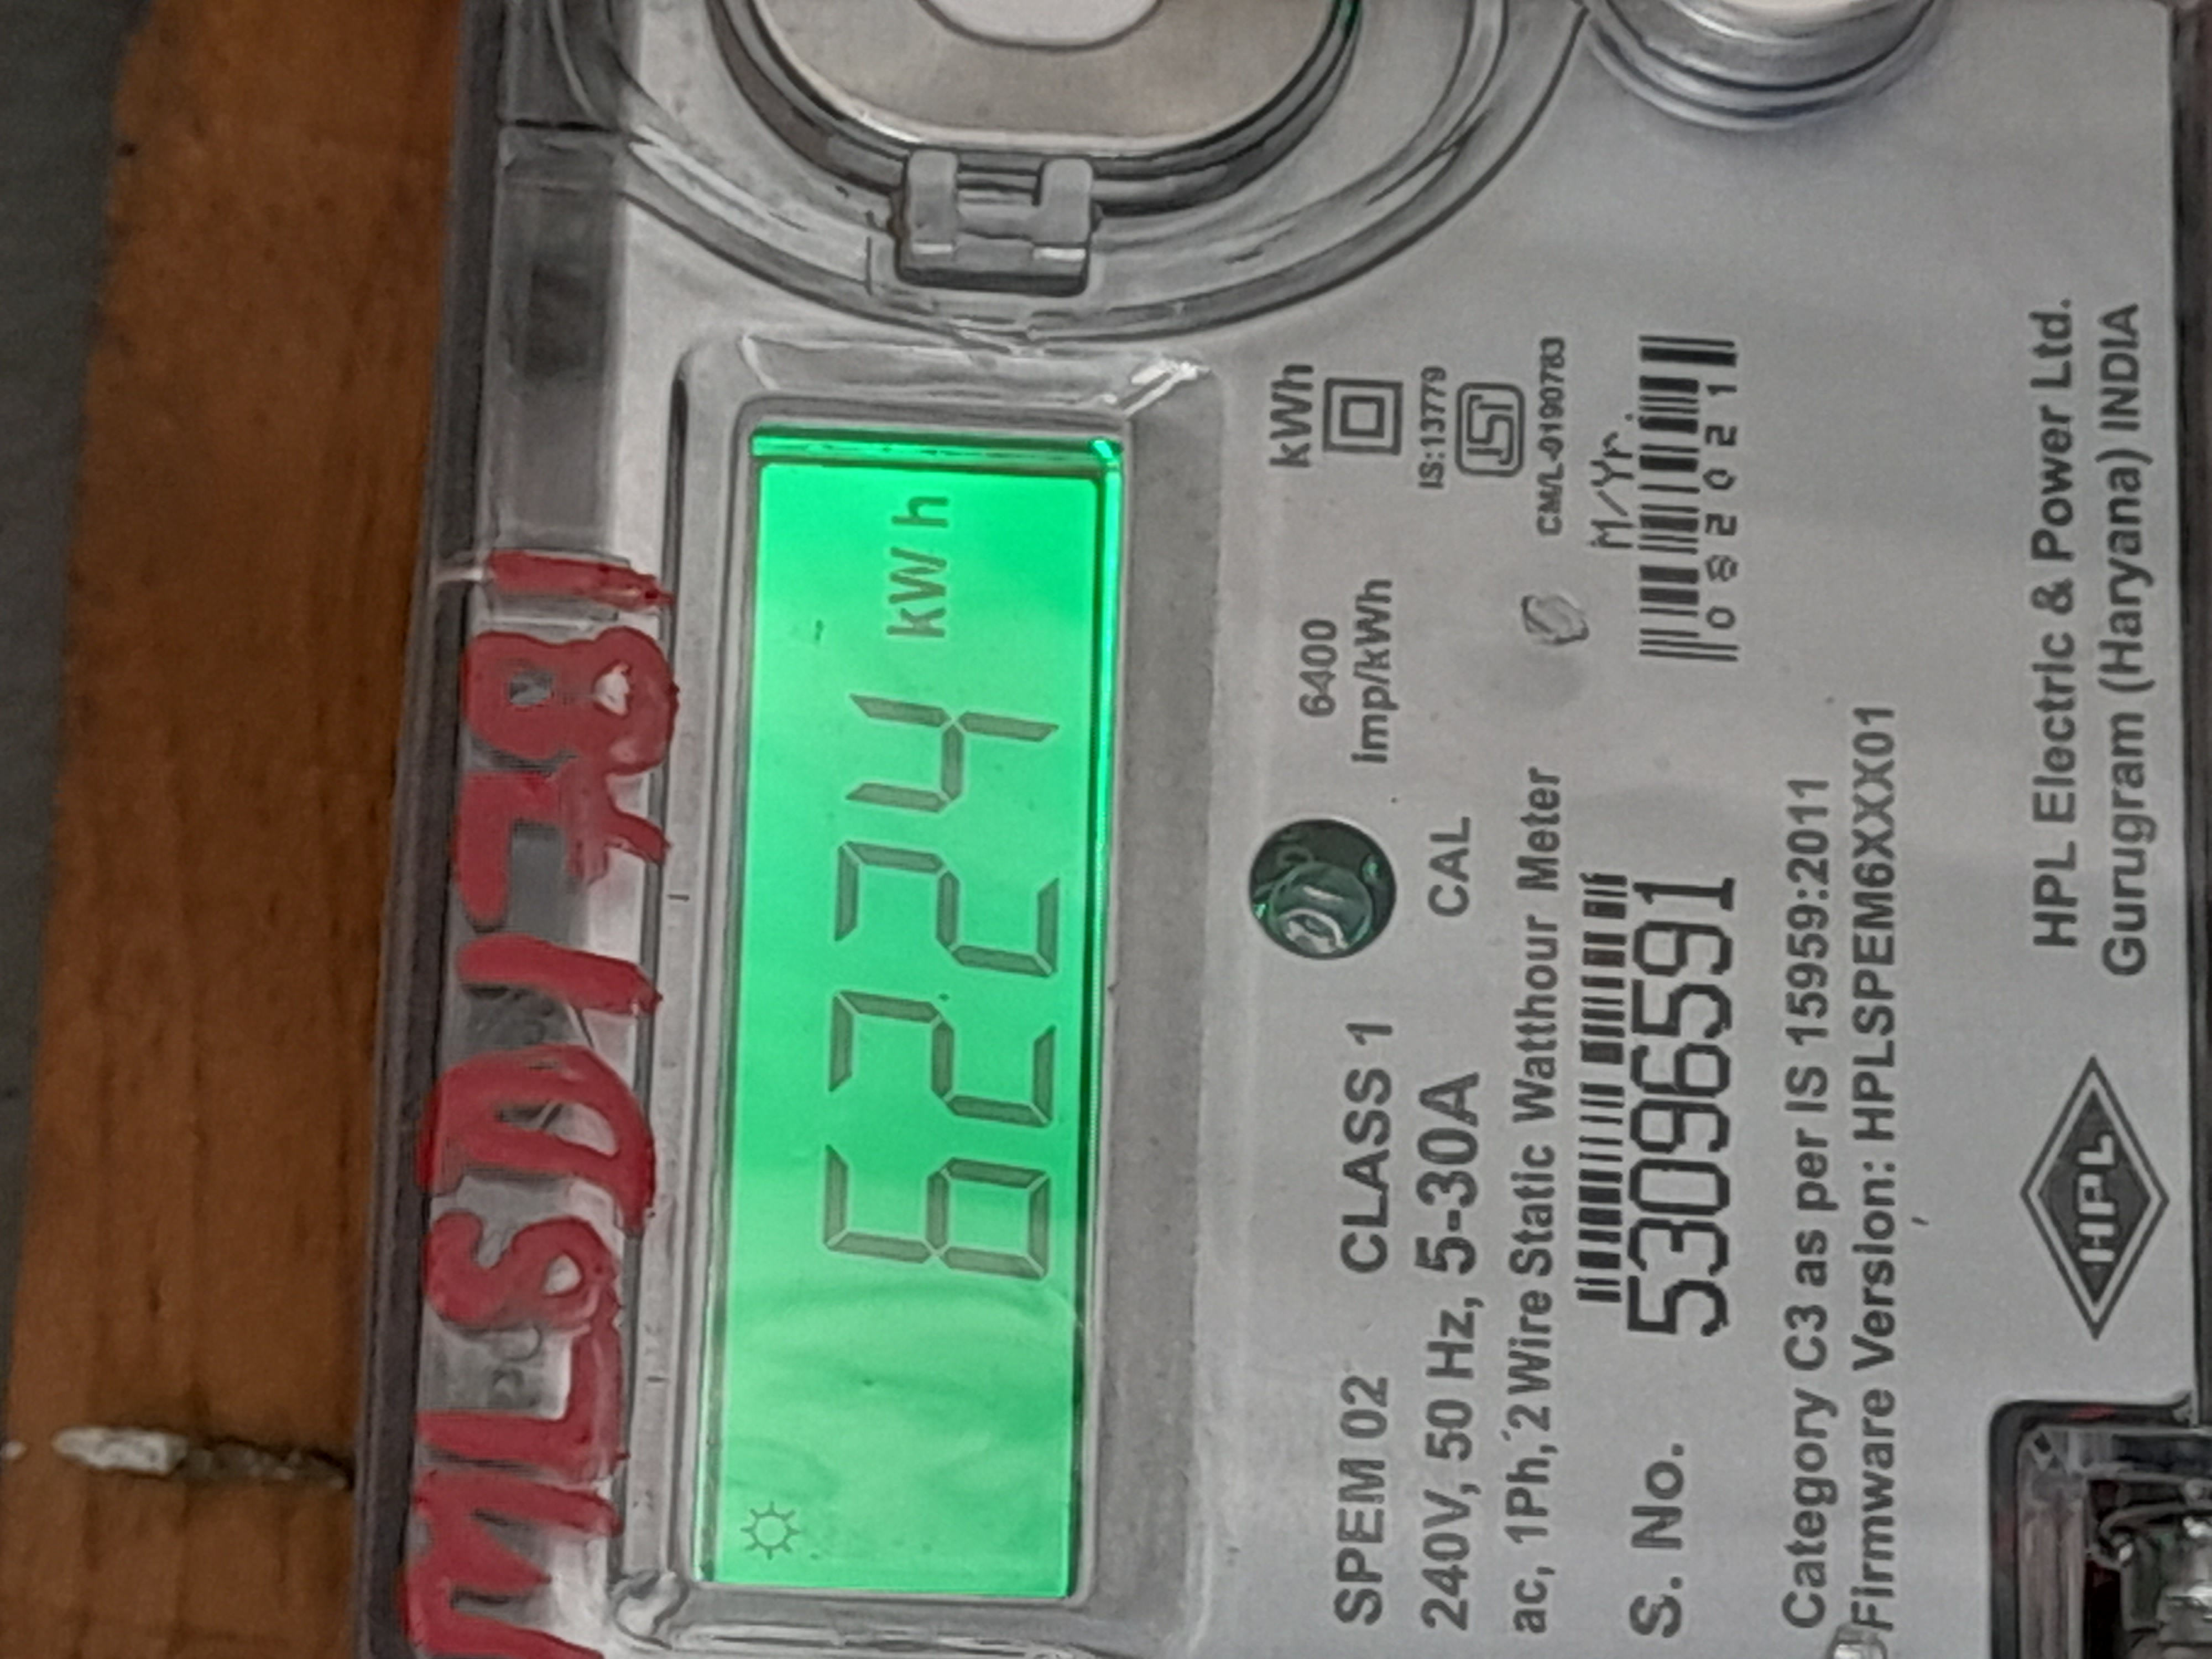 6224 kWh
6400
imp/kWh
kWh
IS:13779
CM/L-0190783
CAL
M/Yr.
082021
SPEM 02 CLASS 1
240V, 50 Hz, 5-30A
ac, 1Ph, 2 Wire Static Watthour Meter
S. No. 53096591
Category C3 as per IS 15959:2011
Firmware Version: HPLSPEM6XXX01
HPL
HPL Electric & Power Ltd.
Gurugram (Haryana) INDIA